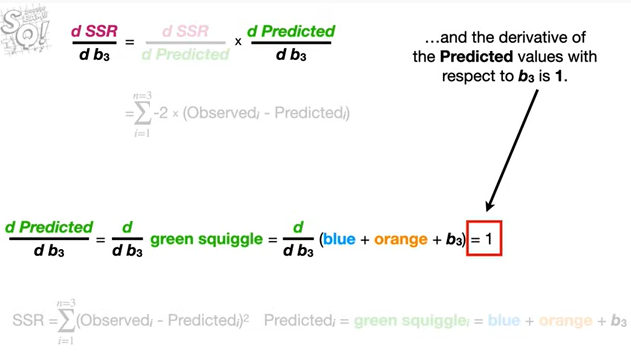 SQ!
d SSR / d b₃ = d SSR / d Predicted × d Predicted / d b₃
…and the derivative of
the Predicted values with
respect to b₃ is 1.
n=3
=∑-2 × (Observedᵢ - Predictedᵢ)
i=1
d Predicted / d b₃ = d / d b₃ green squiggle = d / d b₃ (blue + orange + b₃) = 1
n=3
SSR =∑(Observedᵢ - Predictedᵢ)² Predictedᵢ = green squiggleᵢ = blue + orange + b₃
i=1